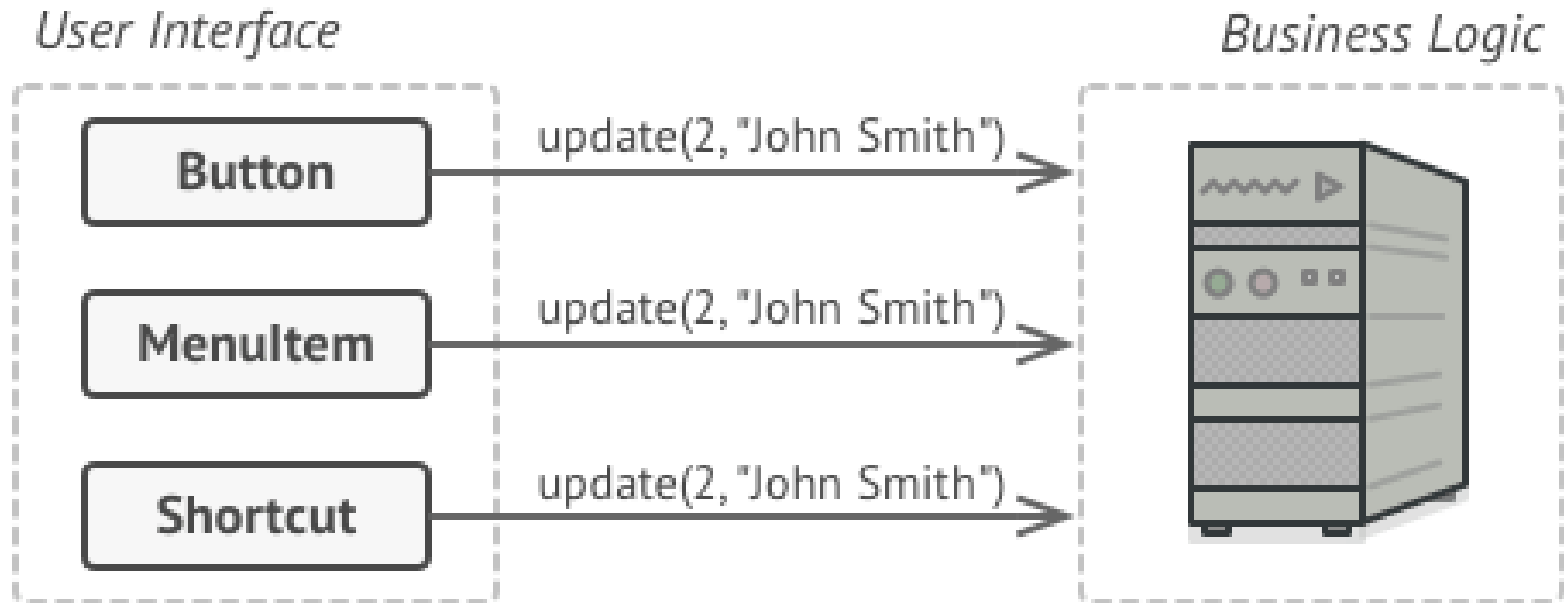 User Interface
Business Logic
Button
update(2, "John Smith")
MenuItem
update(2, "John Smith")
Shortcut
update(2, "John Smith")